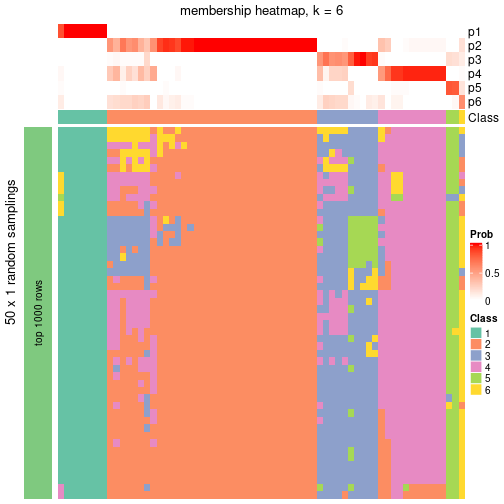 membership heatmap, k = 6
p1
p2
p3
p4
p5
p6
Class
50 x 1 random samplings
top 1000 rows
Prob
1
0.5
0
Class
1
2
3
4
5
6